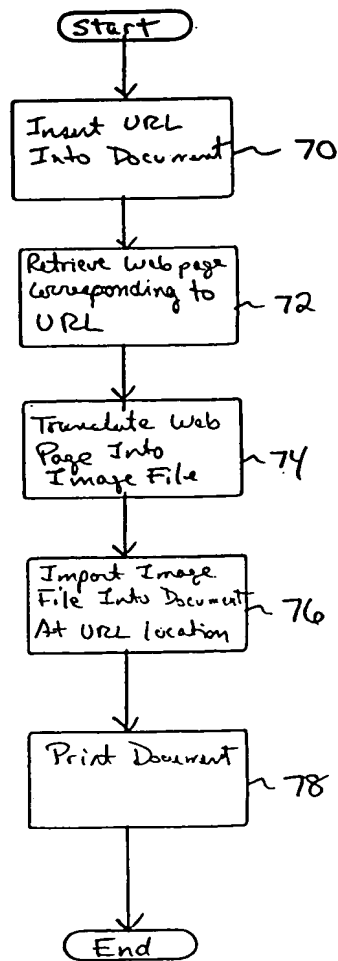 Start
Insert URL
Into Document
70
Retrieve Web page
corresponding to
URL
72
Translate Web
Page Into
Image File
74
Import Image
File Into Document
At URL location
76
Print Document
78
End